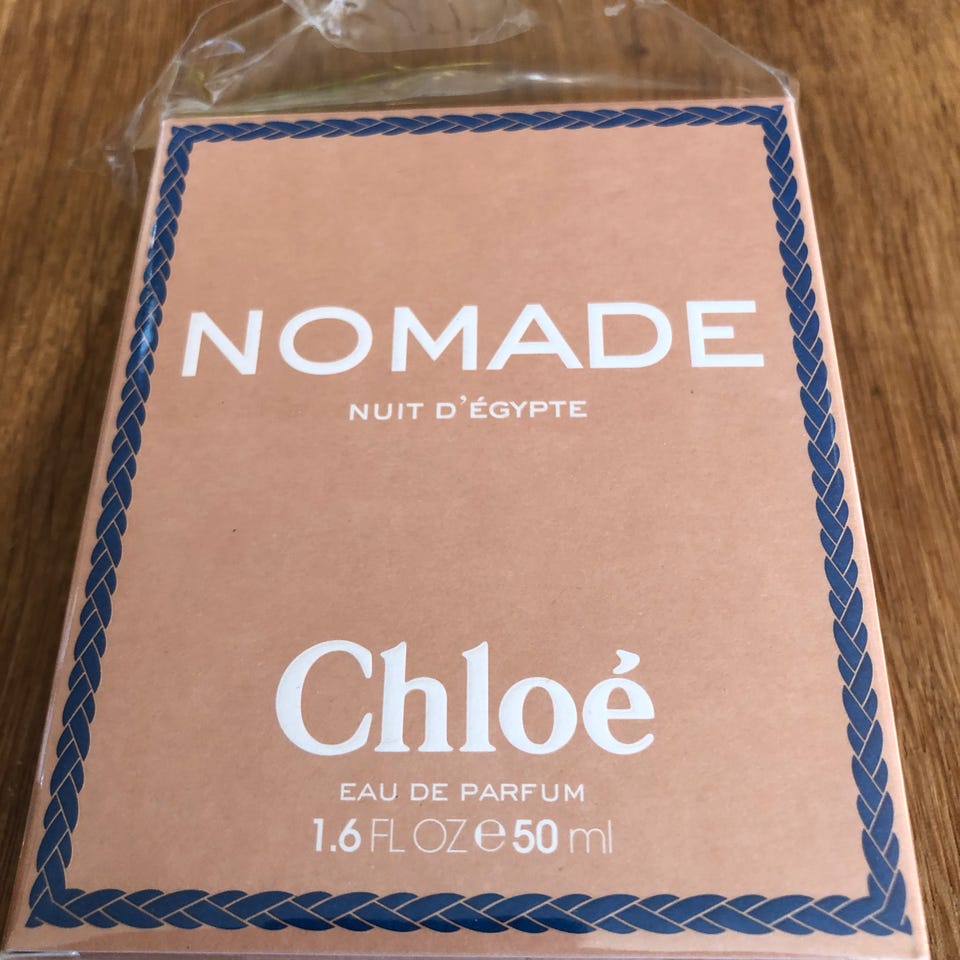 NOMADE
NUIT D'ÉGYPTE
Chloé
EAU DE PARFUM
1.6 FL OZ ℮ 50 ml